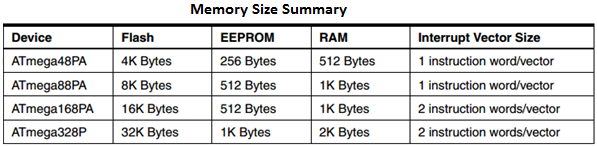 Memory Size Summary
Device Flash EEPROM RAM Interrupt Vector Size
ATmega48PA 4K Bytes 256 Bytes 512 Bytes 1 instruction word/vector
ATmega88PA 8K Bytes 512 Bytes 1K Bytes 1 instruction word/vector
ATmega168PA 16K Bytes 512 Bytes 1K Bytes 2 instruction words/vector
ATmega328P 32K Bytes 1K Bytes 2K Bytes 2 instruction words/vector